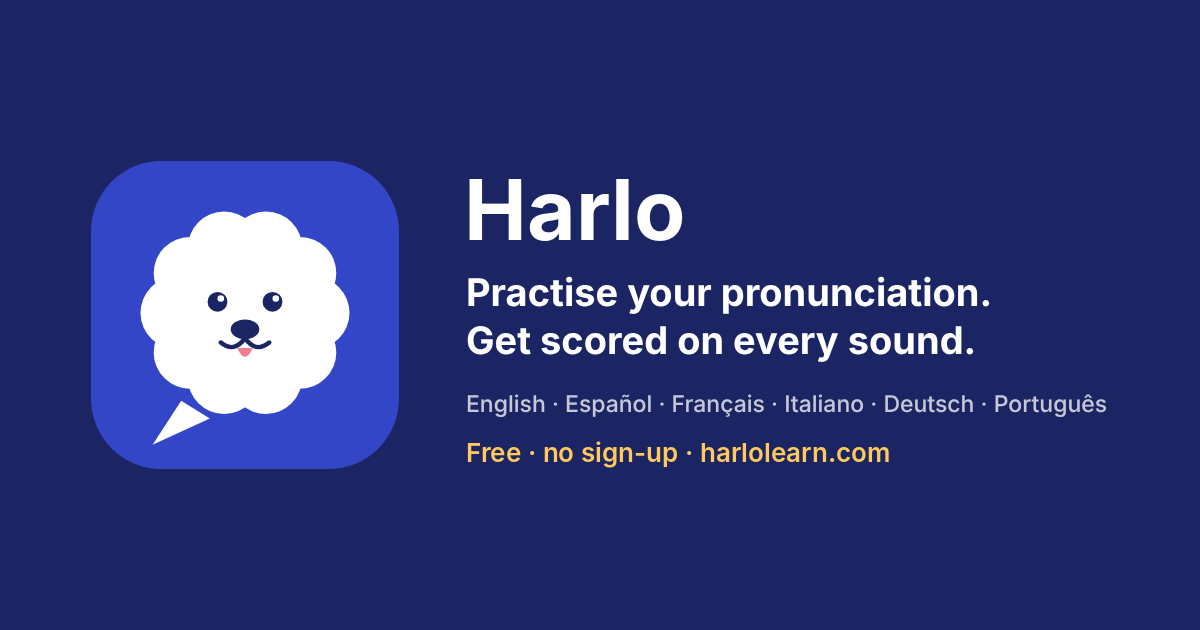 Harlo
Practise your pronunciation.
Get scored on every sound.
English · Español · Français · Italiano · Deutsch · Português
Free · no sign-up · harlolearn.com